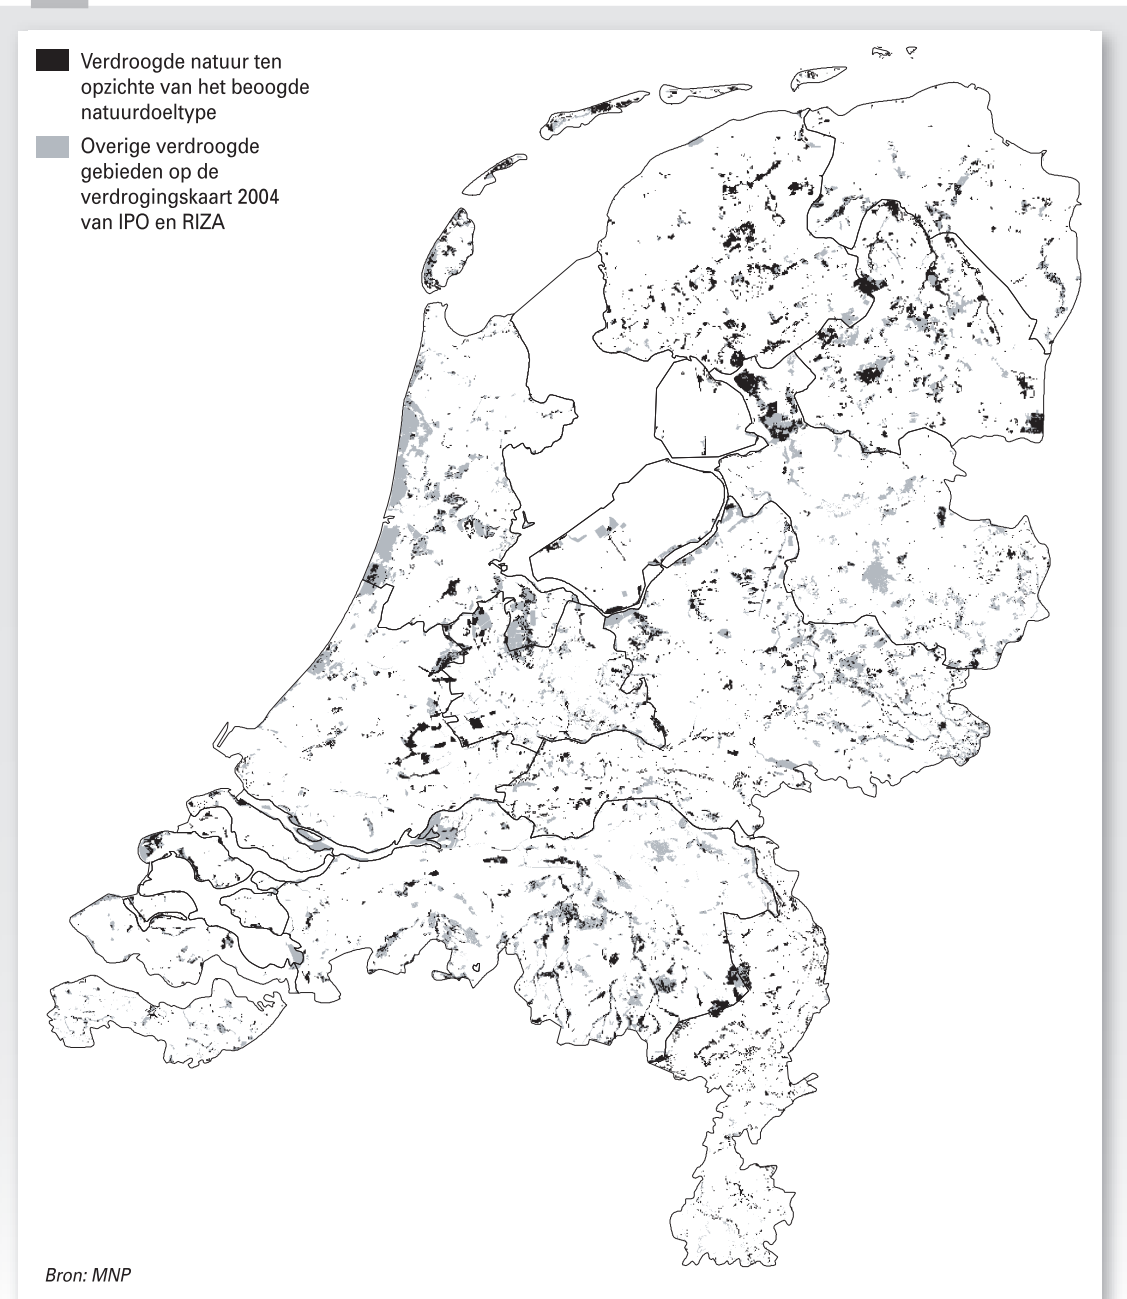 Verdroogde natuur ten
opzichte van het beoogde
natuurdoeltype
Overige verdroogde
gebieden op de
verdrogingskaart 2004
van IPO en RIZA
Bron: MNP